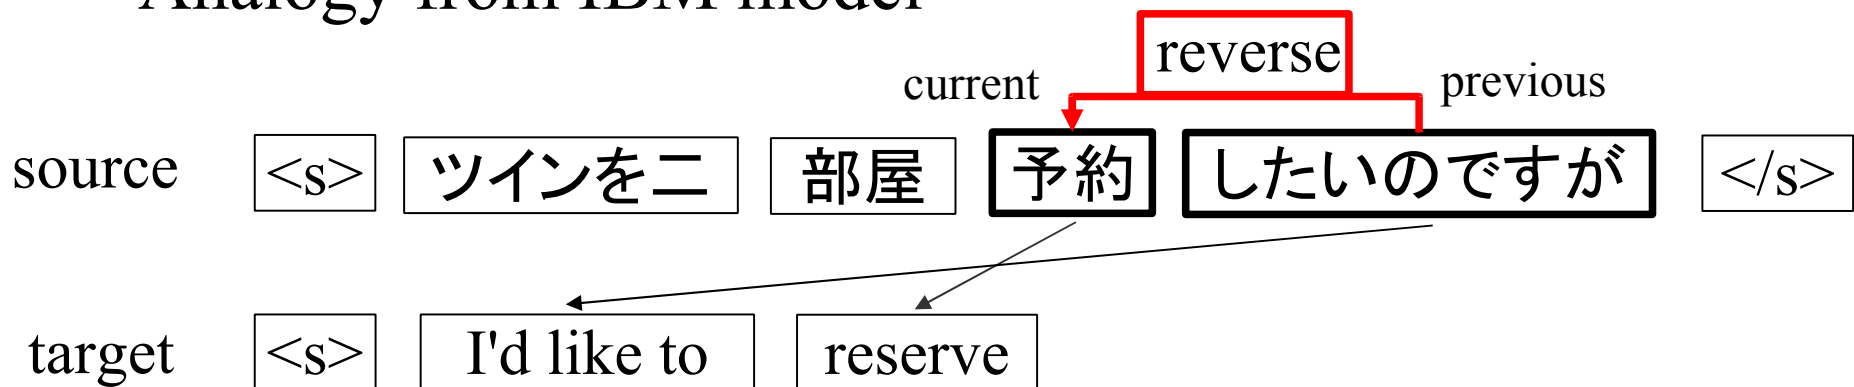 Analogy from IBM model
reverse
current
previous
source <s> ツインを二 部屋 予約 したいのですが </s>
target <s> I'd like to reserve